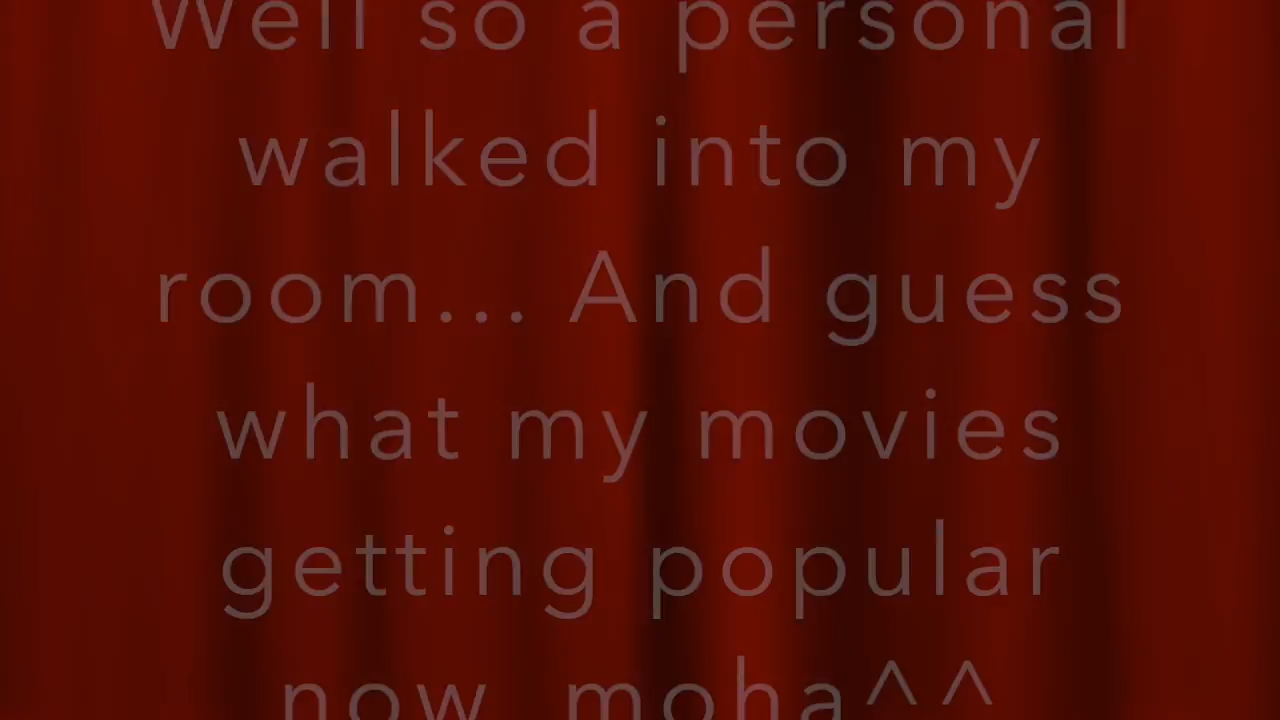 Well so a personal
walked into my
room... And guess
what my movies
getting popular
now moha^^